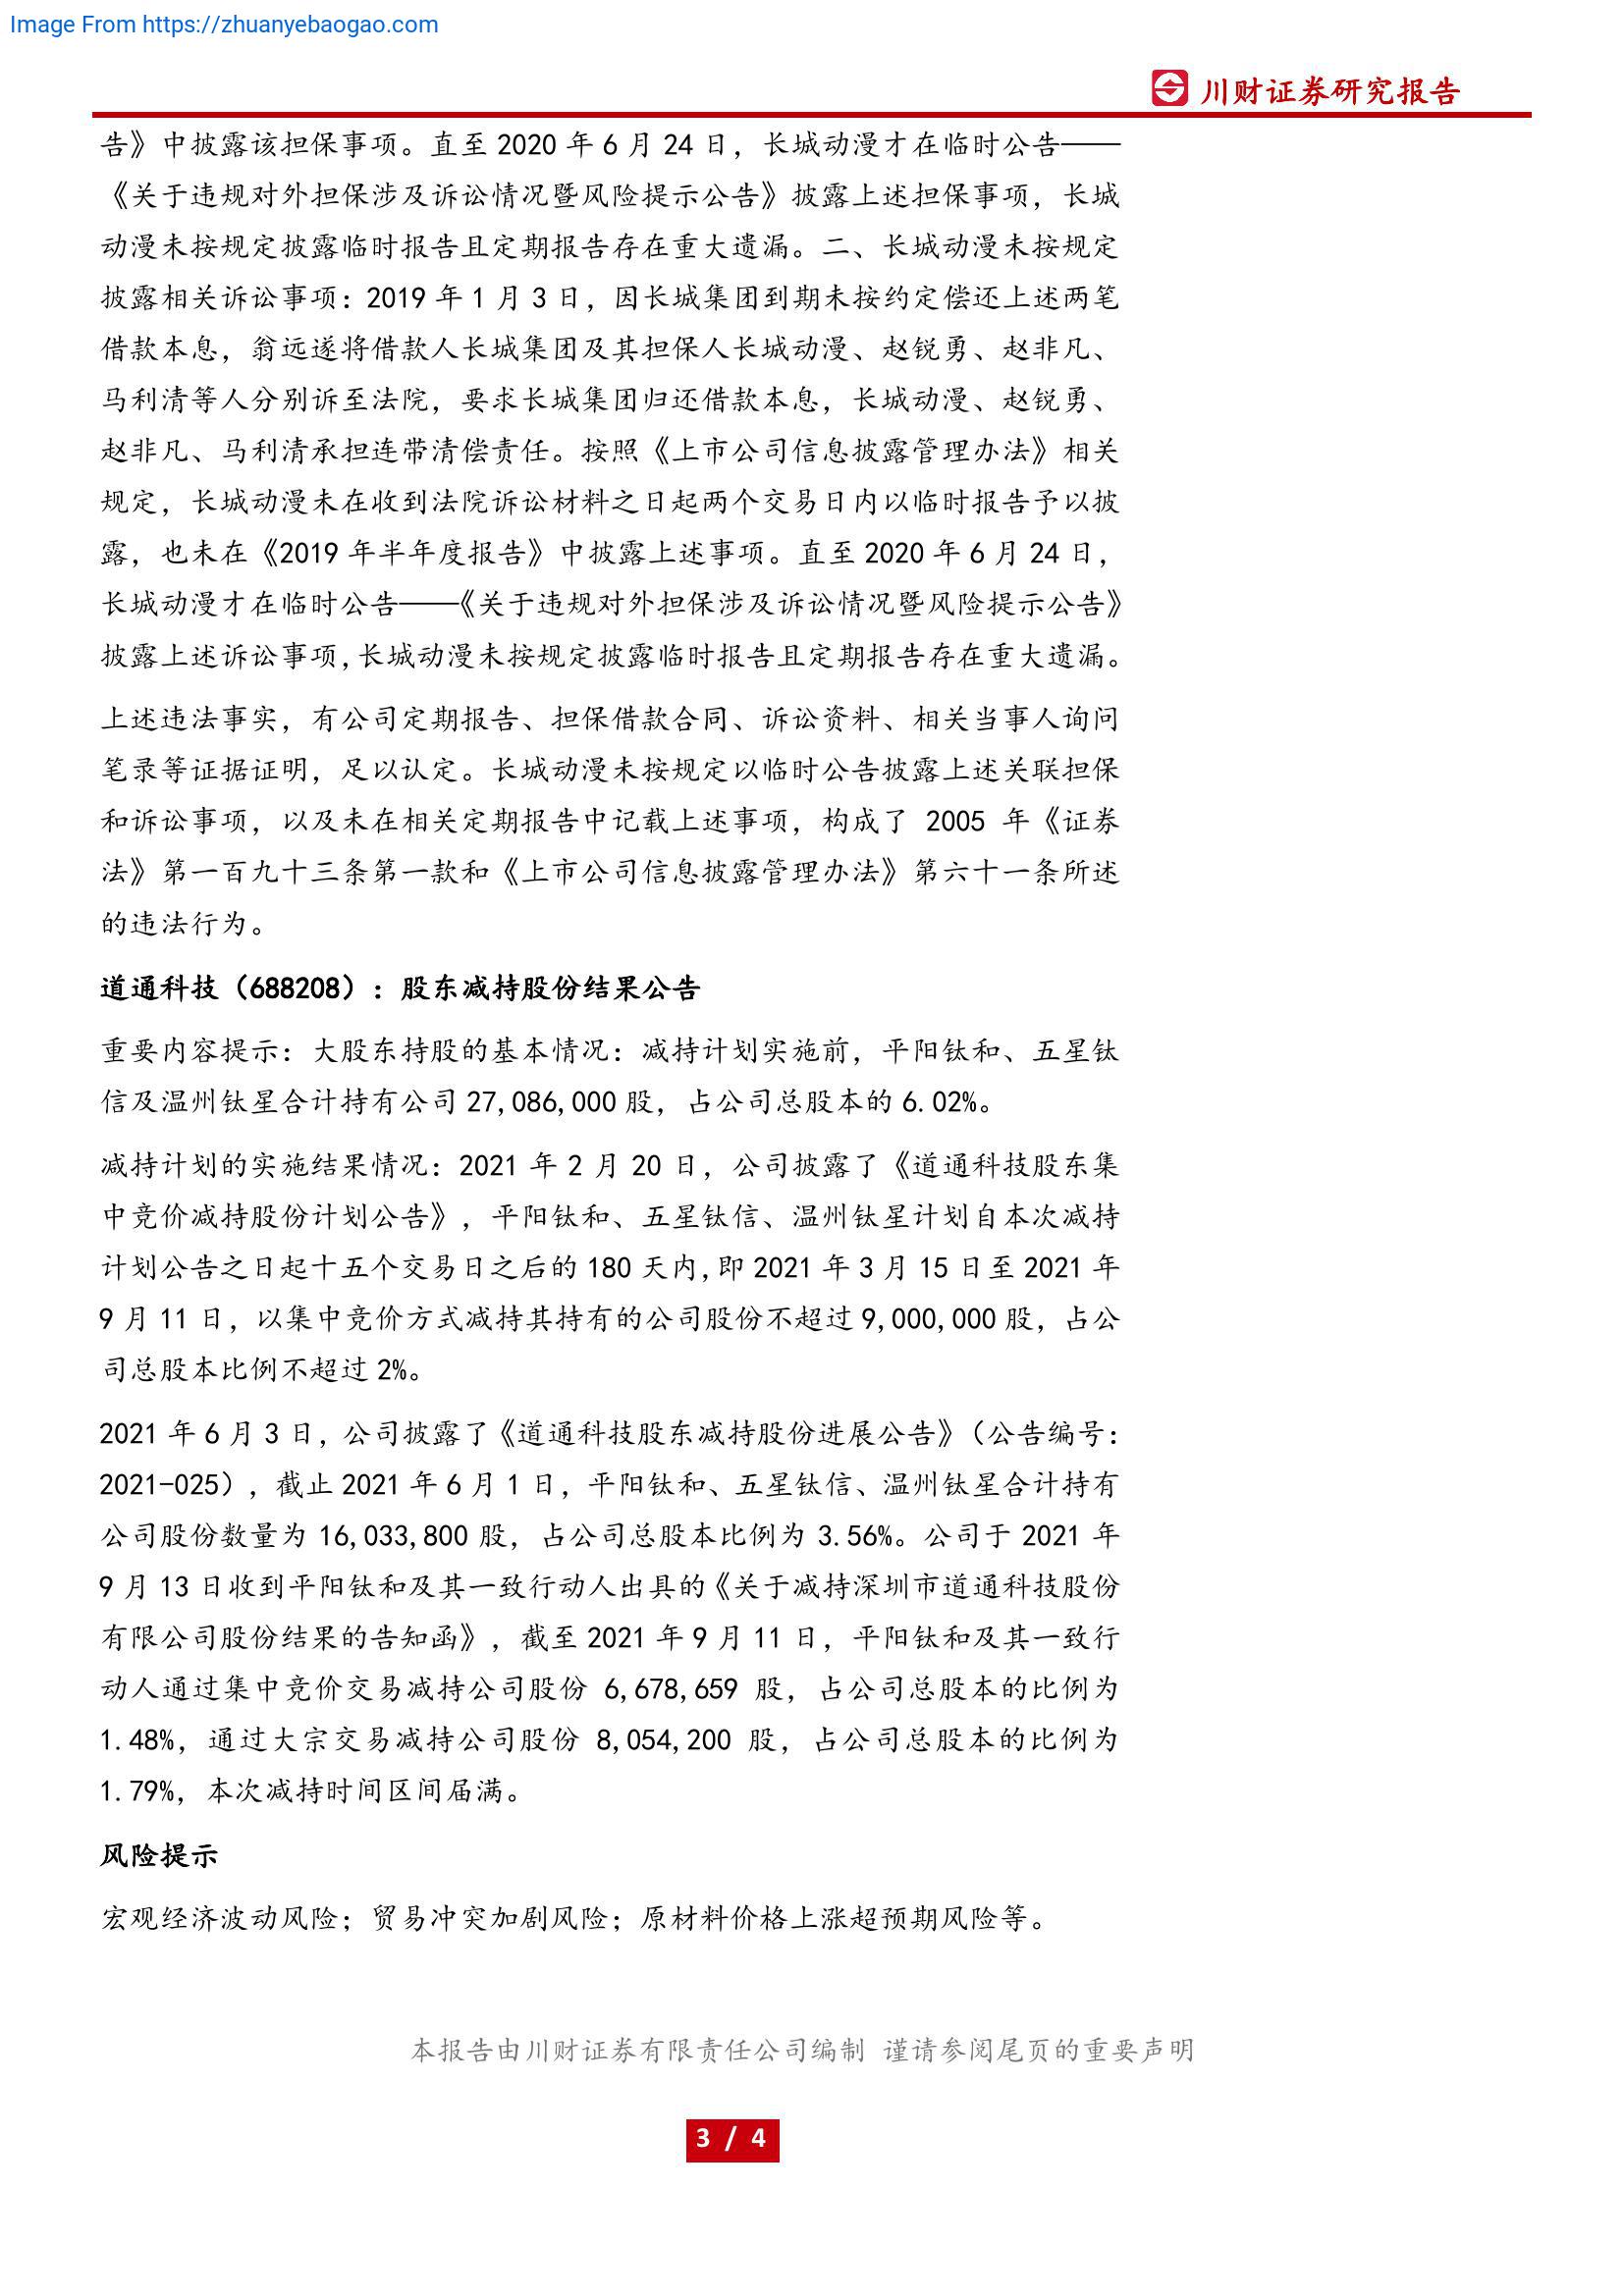 Image From https://zhuanyebaogao.com
川财证券研究报告
告》中披露该担保事项。直至 2020 年 6 月 24 日，长城动漫才在临时公告——
《关于违规对外担保涉及诉讼情况暨风险提示公告》披露上述担保事项，长城
动漫未按规定披露临时报告且定期报告存在重大遗漏。二、长城动漫未按规定
披露相关诉讼事项：2019 年 1 月 3 日，因长城集团到期未按约定偿还上述两笔
借款本息，翁远遂将借款人长城集团及其担保人长城动漫、赵锐勇、赵非凡、
马利清等人分别诉至法院，要求长城集团归还借款本息，长城动漫、赵锐勇、
赵非凡、马利清承担连带清偿责任。按照《上市公司信息披露管理办法》相关
规定，长城动漫未在收到法院诉讼材料之日起两个交易日内以临时报告予以披
露，也未在《2019 年半年度报告》中披露上述事项。直至 2020 年 6 月 24 日，
长城动漫才在临时公告——《关于违规对外担保涉及诉讼情况暨风险提示公告》
披露上述诉讼事项,长城动漫未按规定披露临时报告且定期报告存在重大遗漏。
上述违法事实，有公司定期报告、担保借款合同、诉讼资料、相关当事人询问
笔录等证据证明，足以认定。长城动漫未按规定以临时公告披露上述关联担保
和诉讼事项，以及未在相关定期报告中记载上述事项，构成了 2005 年《证券
法》第一百九十三条第一款和《上市公司信息披露管理办法》第六十一条所述
的违法行为。
道通科技（688208）：股东减持股份结果公告
重要内容提示：大股东持股的基本情况：减持计划实施前，平阳钛和、五星钛
信及温州钛星合计持有公司 27,086,000 股，占公司总股本的 6.02%。
减持计划的实施结果情况：2021 年 2 月 20 日，公司披露了《道通科技股东集
中竞价减持股份计划公告》，平阳钛和、五星钛信、温州钛星计划自本次减持
计划公告之日起十五个交易日之后的 180 天内,即 2021 年 3 月 15 日至 2021 年
9 月 11 日，以集中竞价方式减持其持有的公司股份不超过 9,000,000 股，占公
司总股本比例不超过 2%。
2021 年 6 月 3 日，公司披露了《道通科技股东减持股份进展公告》（公告编号：
2021-025），截止 2021 年 6 月 1 日，平阳钛和、五星钛信、温州钛星合计持有
公司股份数量为 16,033,800 股，占公司总股本比例为 3.56%。公司于 2021 年
9 月 13 日收到平阳钛和及其一致行动人出具的《关于减持深圳市道通科技股份
有限公司股份结果的告知函》，截至 2021 年 9 月 11 日，平阳钛和及其一致行
动人通过集中竞价交易减持公司股份 6,678,659 股，占公司总股本的比例为
1.48%，通过大宗交易减持公司股份 8,054,200 股，占公司总股本的比例为
1.79%，本次减持时间区间届满。
风险提示
宏观经济波动风险；贸易冲突加剧风险；原材料价格上涨超预期风险等。
本报告由川财证券有限责任公司编制 谨请参阅尾页的重要声明
3 / 4